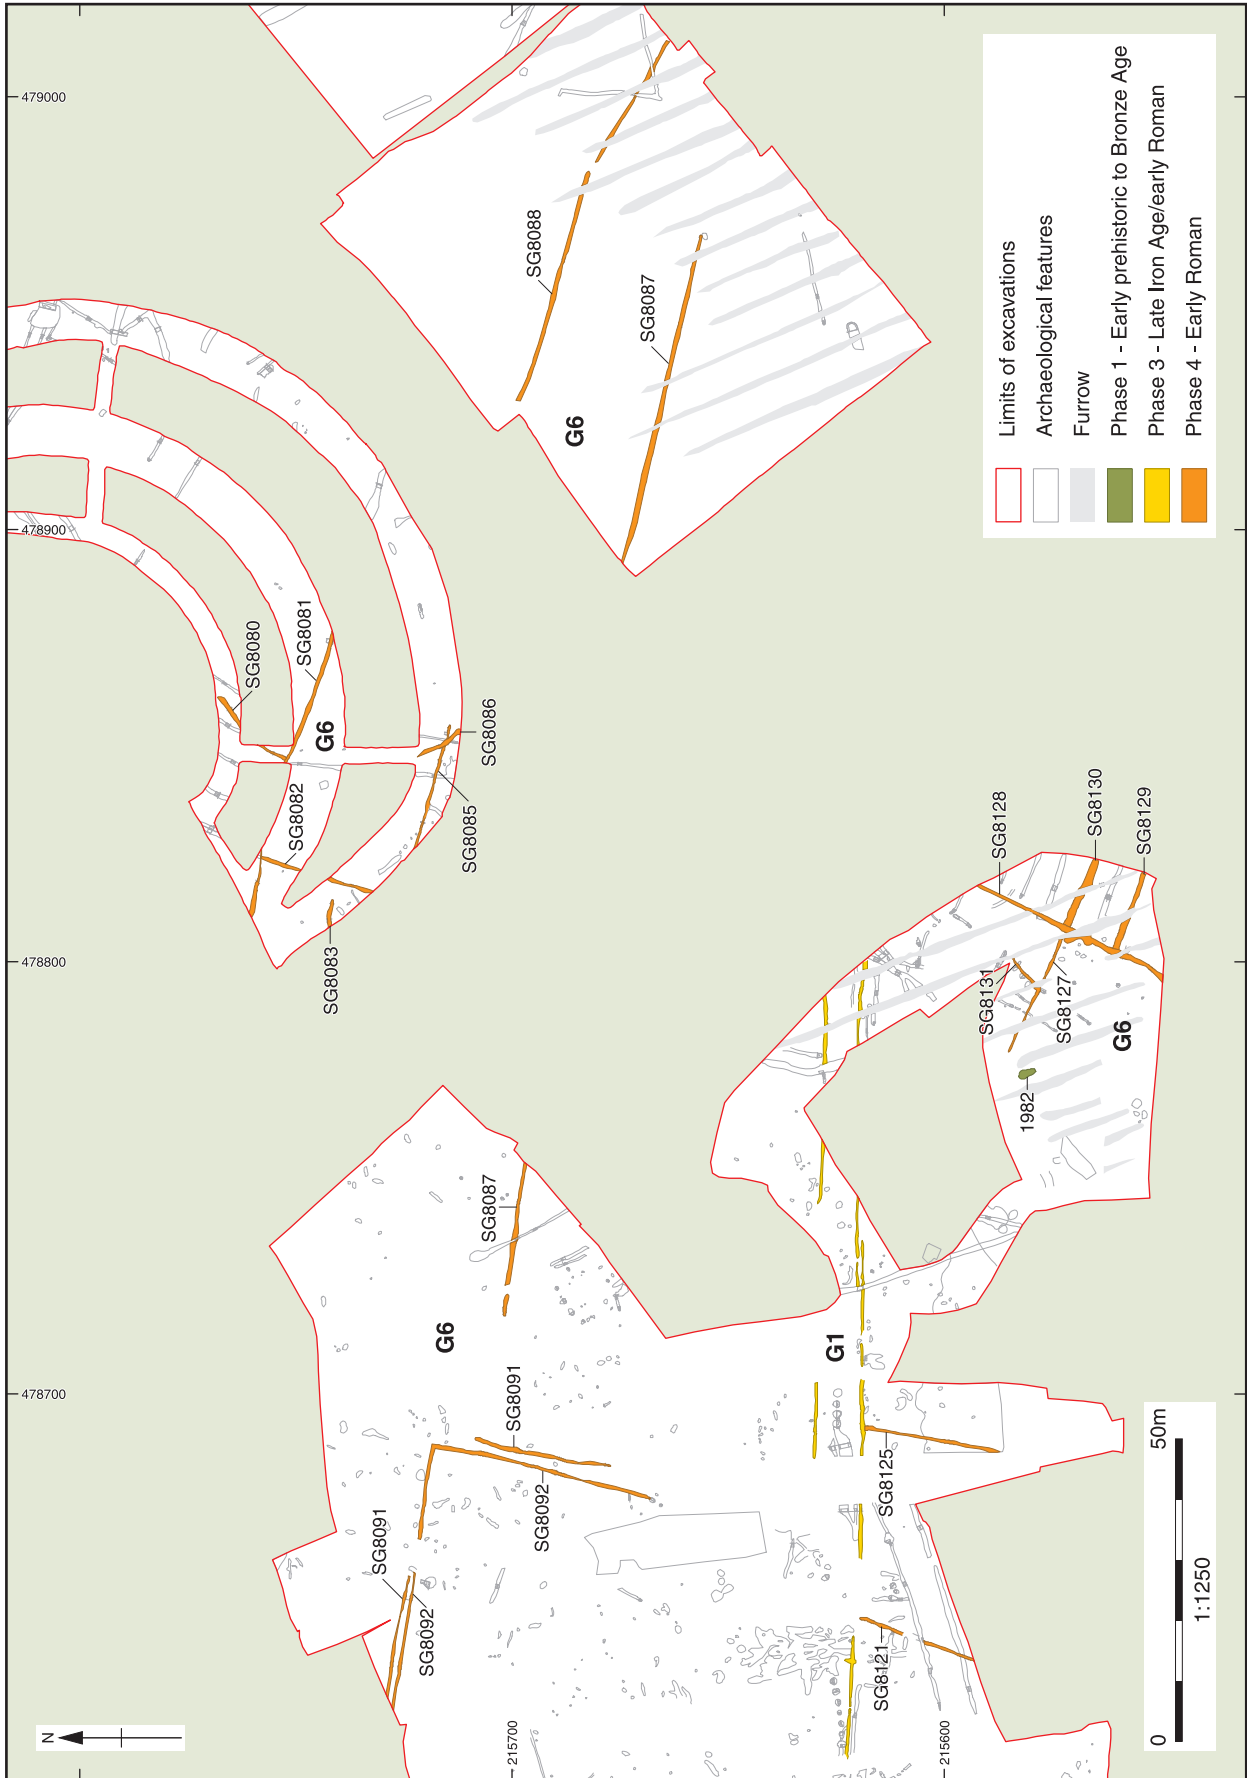 479000
478900
478800
478700
215700
215600
SG8088
SG8087
G6
SG8080
SG8081
G6
SG8082
SG8083
SG8085
SG8086
SG8087
G6
SG8091
SG8092
SG8091
SG8092
G1
SG8125
SG8121
SG8128
SG8130
SG8129
SG8131
SG8127
1982
G6
Limits of excavations
Archaeological features
Furrow
Phase 1 - Early prehistoric to Bronze Age
Phase 3 - Late Iron Age/early Roman
Phase 4 - Early Roman
N
0
50m
1:1250